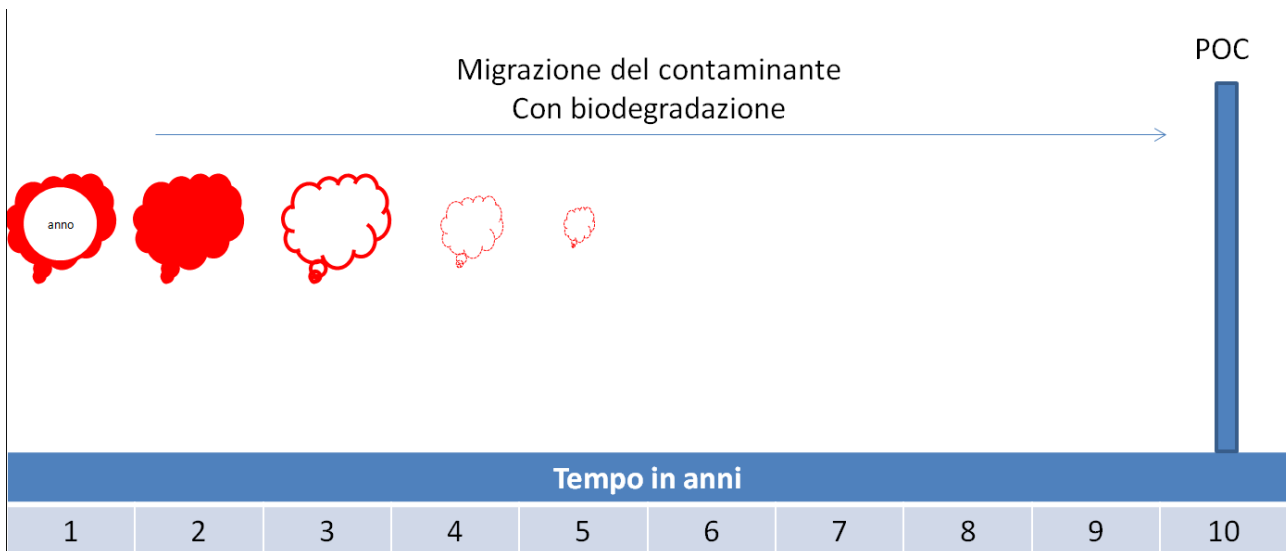 POC
Migrazione del contaminante
Con biodegradazione
anno
Tempo in anni
1 2 3 4 5 6 7 8 9 10